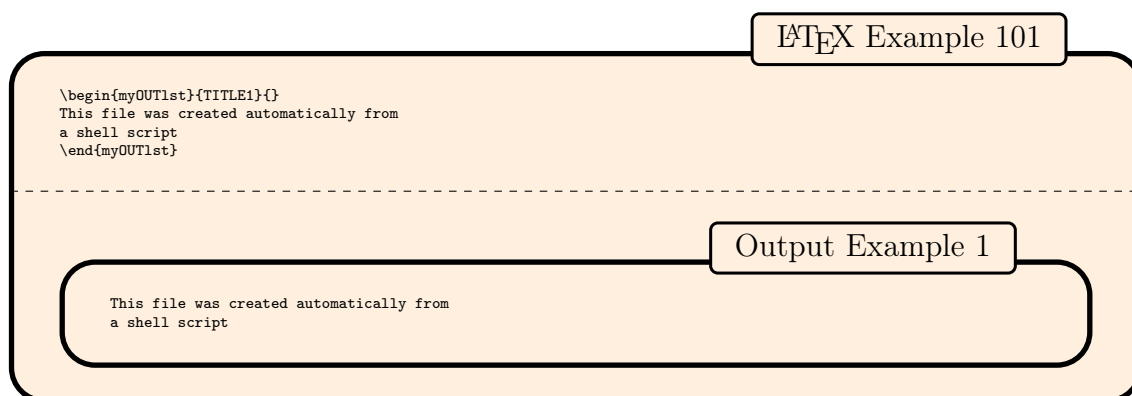 LATEX Example 101
\begin{myOUTlst}{TITLE1}{}
This file was created automatically from
a shell script
\end{myOUTlst}
Output Example 1
This file was created automatically from
a shell script